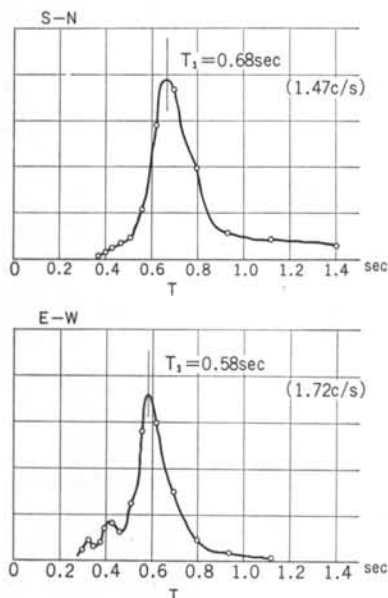 S-N
T₁=0.68sec
(1.47c/s)
0 0.2 0.4 0.6 0.8 1.0 1.2 1.4 sec
T
E-W
T₁=0.58sec
(1.72c/s)
0 0.2 0.4 0.6 0.8 1.0 1.2 1.4 sec
T